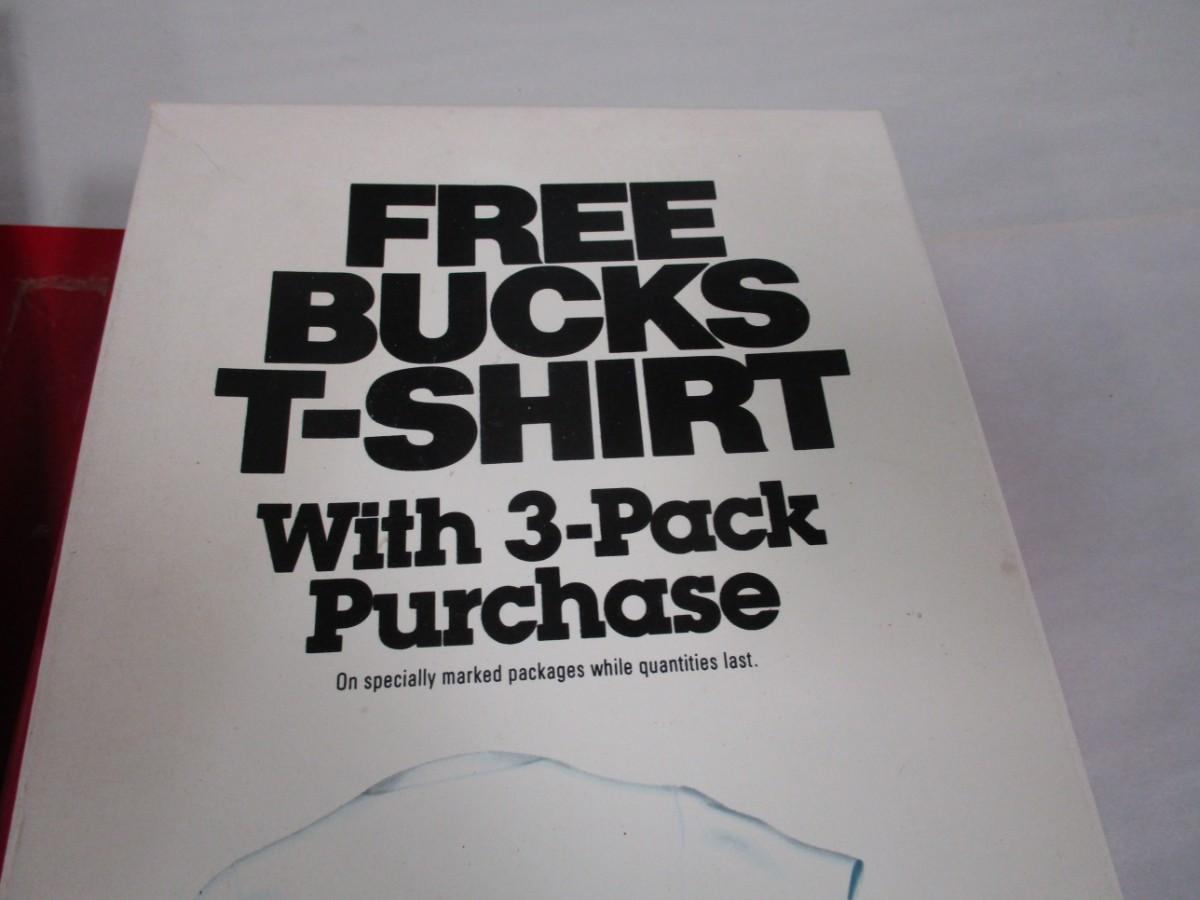 FREE
BUCKS
T-SHIRT
With 3-Pack
Purchase
On specially marked packages while quantities last.